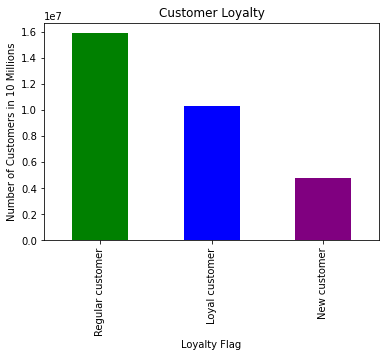 Customer Loyalty
1e7
Number of Customers in 10 Millions
1.6
1.4
1.2
1.0
0.8
0.6
0.4
0.2
0.0
Regular customer
Loyal customer
New customer
Loyalty Flag